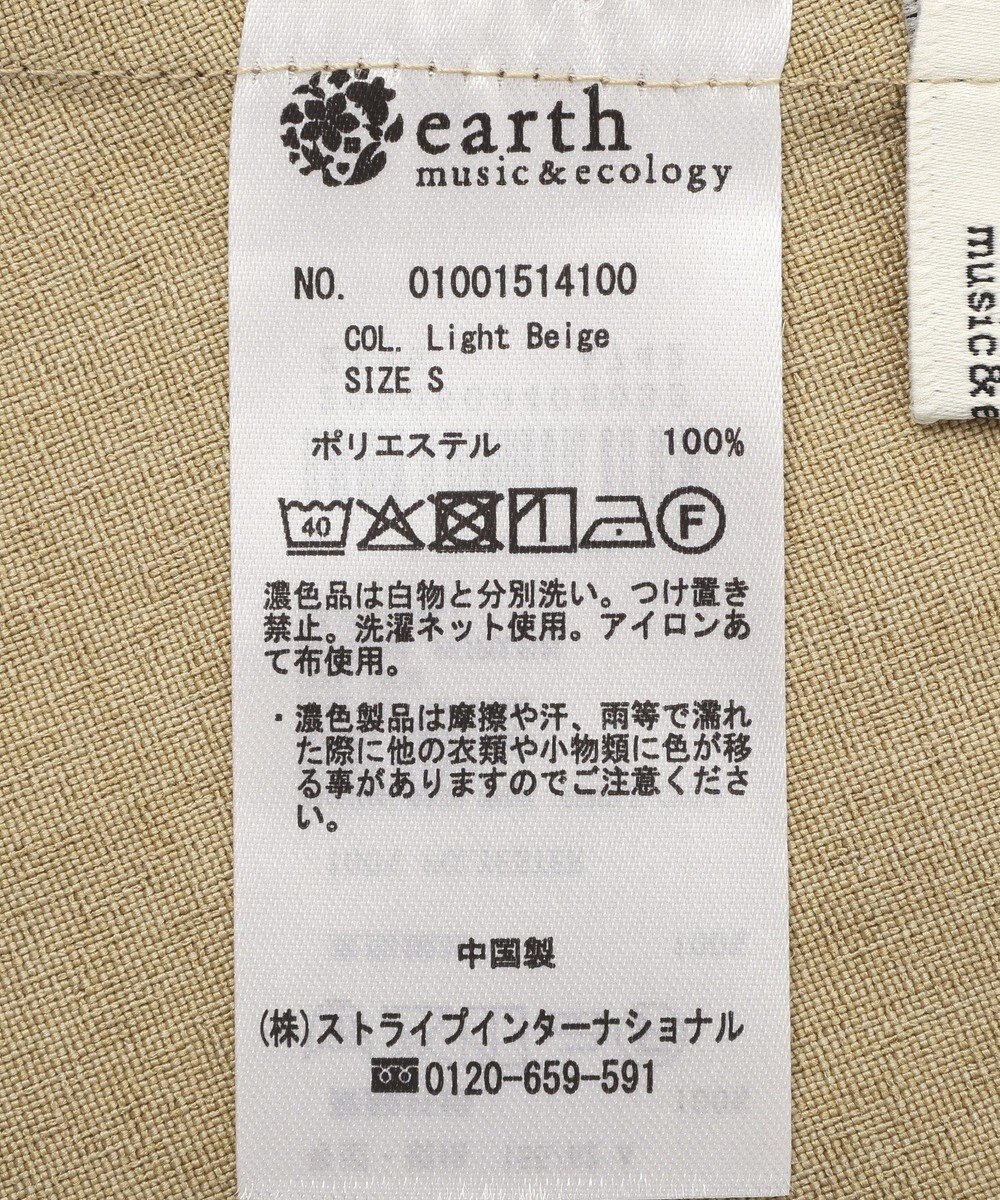 earth
music&ecology
NO. 01001514100
COL. Light Beige
SIZE S
ポリエステル 100%
40
F
濃色品は白物と分別洗い。つけ置き
禁止。洗濯ネット使用。アイロンあ
て布使用。
・濃色製品は摩擦や汗、雨等で濡れ
た際に他の衣類や小物類に色が移
る事がありますのでご注意くださ
い。
中国製
(株)ストライプインターナショナル
0120-659-591
music&e